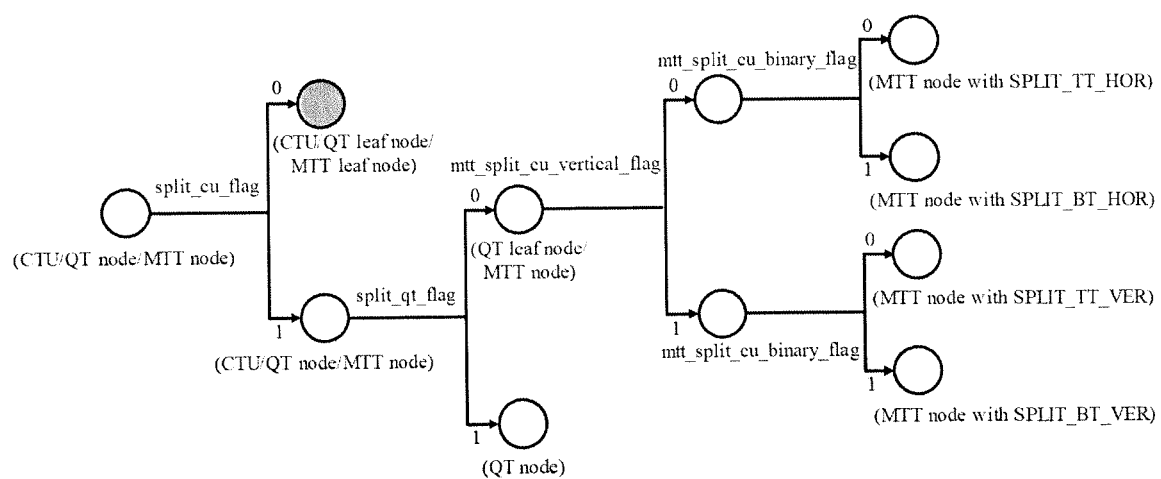 0
mtt_split_cu_binary_flag
0
(MTT node with SPLIT_TT_HOR)
0
(CTU/QT leaf node/
MTT leaf node)
mtt_split_cu_vertical_flag
1
split_cu_flag
0
(MTT node with SPLIT_BT_HOR)
(QT leaf node/
MTT node)
0
(CTU/QT node/MTT node)
split_qt_flag
(MTT node with SPLIT_TT_VER)
1
1
mtt_split_cu_binary_flag
(CTU/QT node/MTT node)
1
(MTT node with SPLIT_BT_VER)
1
(QT node)